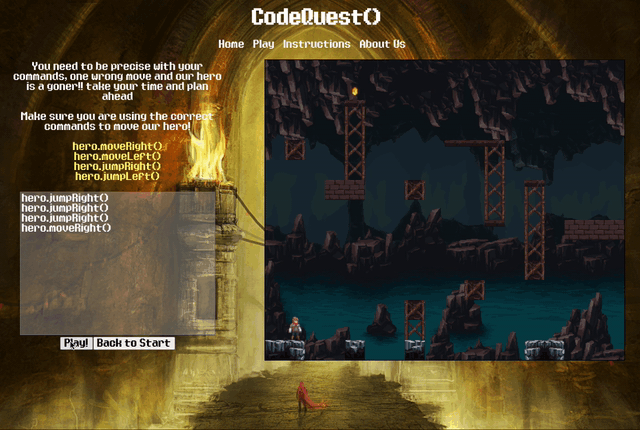 CodeQuest()
Home Play Instructions About Us
You need to be precise with your
commands, one wrong move and our hero
is a goner!! take your time and plan
ahead
Make sure you are using the correct
commands to move our hero!
hero.moveRight()
hero.moveLeft()
hero.jumpRight()
hero.jumpLeft()
hero.jumpRight()
hero.jumpRight()
hero.jumpRight()
hero.moveRight()
Play! Back to Start